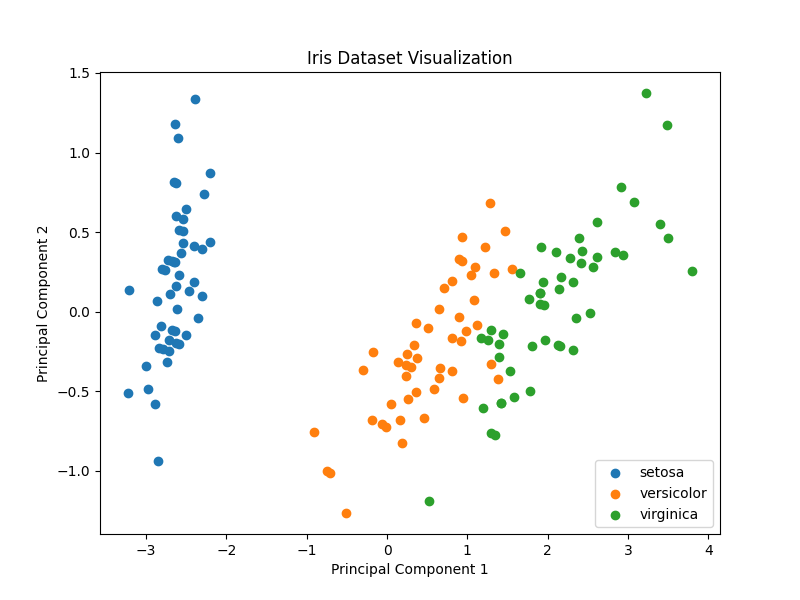 Iris Dataset Visualization
Principal Component 2
1.5
1.0
0.5
0.0
−0.5
−1.0
setosa
versicolor
virginica
−3 −2 −1 0 1 2 3 4
Principal Component 1